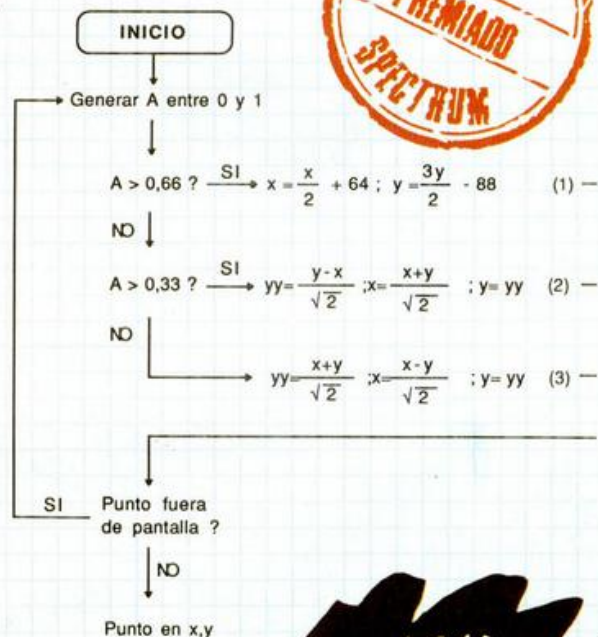 INICIO
PREMIADO
SPECTRUM
Generar A entre 0 y 1
A > 0,66 ? SI x = x/2 + 64 ; y = 3y/2 - 88 (1)
NO
A > 0,33 ? SI yy= y-x/√2 ;x= x+y/√2 ; y= yy (2)
NO
yy= x+y/√2 ;x= x-y/√2 ; y= yy (3)
SI Punto fuera
de pantalla ?
NO
Punto en x,y